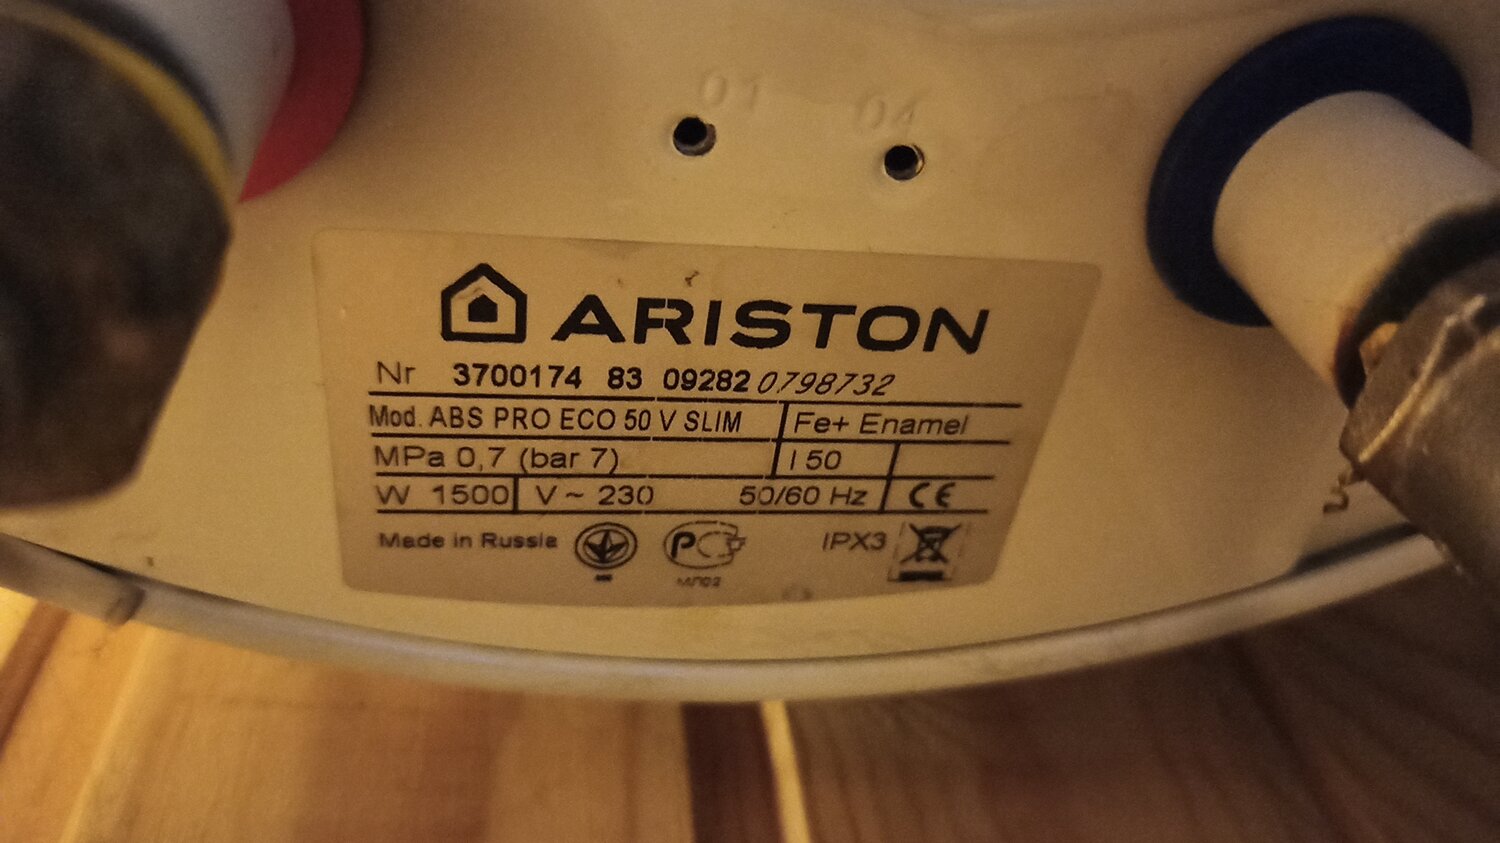 01 04
ARISTON
Nr 3700174 83 09282 0798732
Mod. ABS PRO ECO 50 V SLIM Fe+ Enamel
MPa 0,7 (bar 7) l 50
W 1500 V ~ 230 50/60 Hz CE
Made in Russia PC IPX3